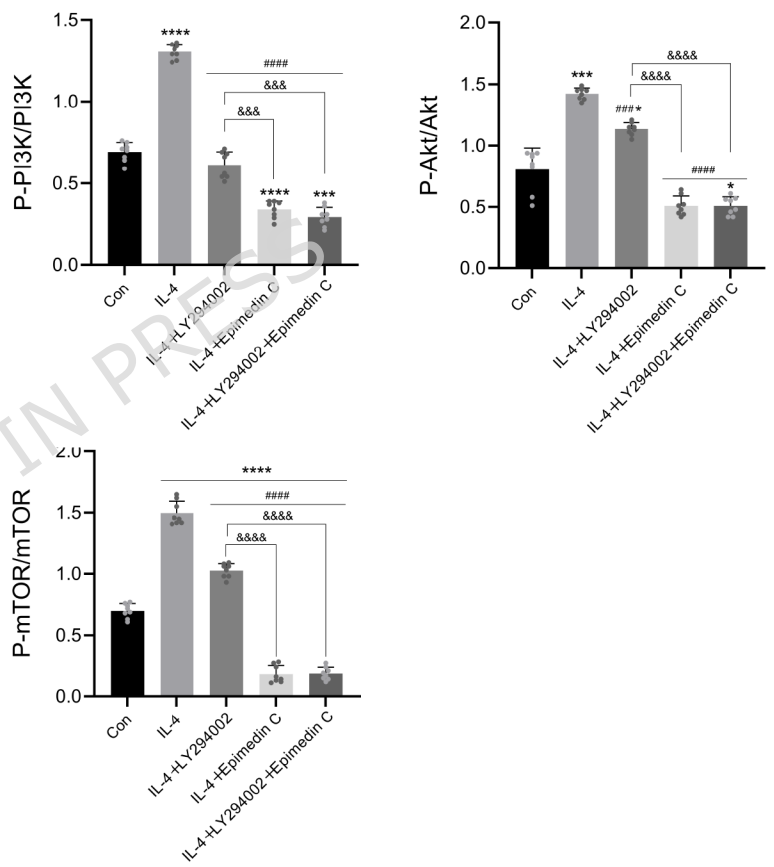 P-PI3K/PI3K
1.5
1.0
0.5
0.0
****
####
&&&
&&&
****
***
Con
IL-4
IL-4+LY294002
IL-4+Epimedin C
IL-4+LY294002+Epimedin C
P-Akt/Akt
2.0
1.5
1.0
0.5
0.0
***
###*
&&&&
&&&&
####
*
Con
IL-4
IL-4+LY294002
IL-4+Epimedin C
IL-4+LY294002+Epimedin C
IN PRESS
P-mTOR/mTOR
2.0
1.5
1.0
0.5
0.0
****
####
&&&&
&&&&
Con
IL-4
IL-4+LY294002
IL-4+Epimedin C
IL-4+LY294002+Epimedin C